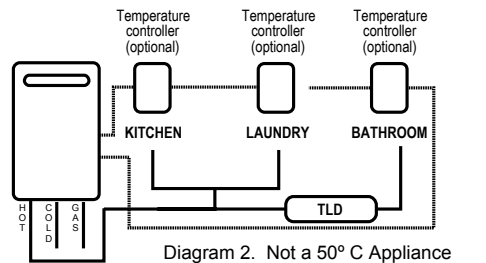 Temperature
controller
(optional)
Temperature
controller
(optional)
Temperature
controller
(optional)
KITCHEN
LAUNDRY
BATHROOM
HOT
COLD
GAS
TLD
Diagram 2. Not a 50º C Appliance